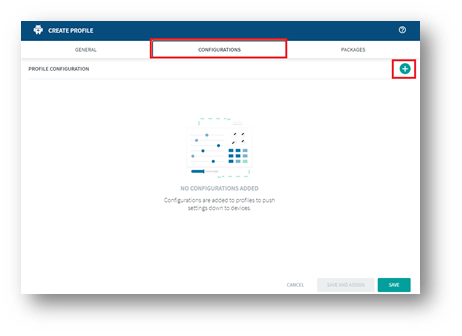 CREATE PROFILE
GENERAL CONFIGURATIONS PACKAGES
PROFILE CONFIGURATION
NO CONFIGURATIONS ADDED
Configurations are added to profiles to push
settings down to devices.
CANCEL SAVE AND ASSIGN SAVE